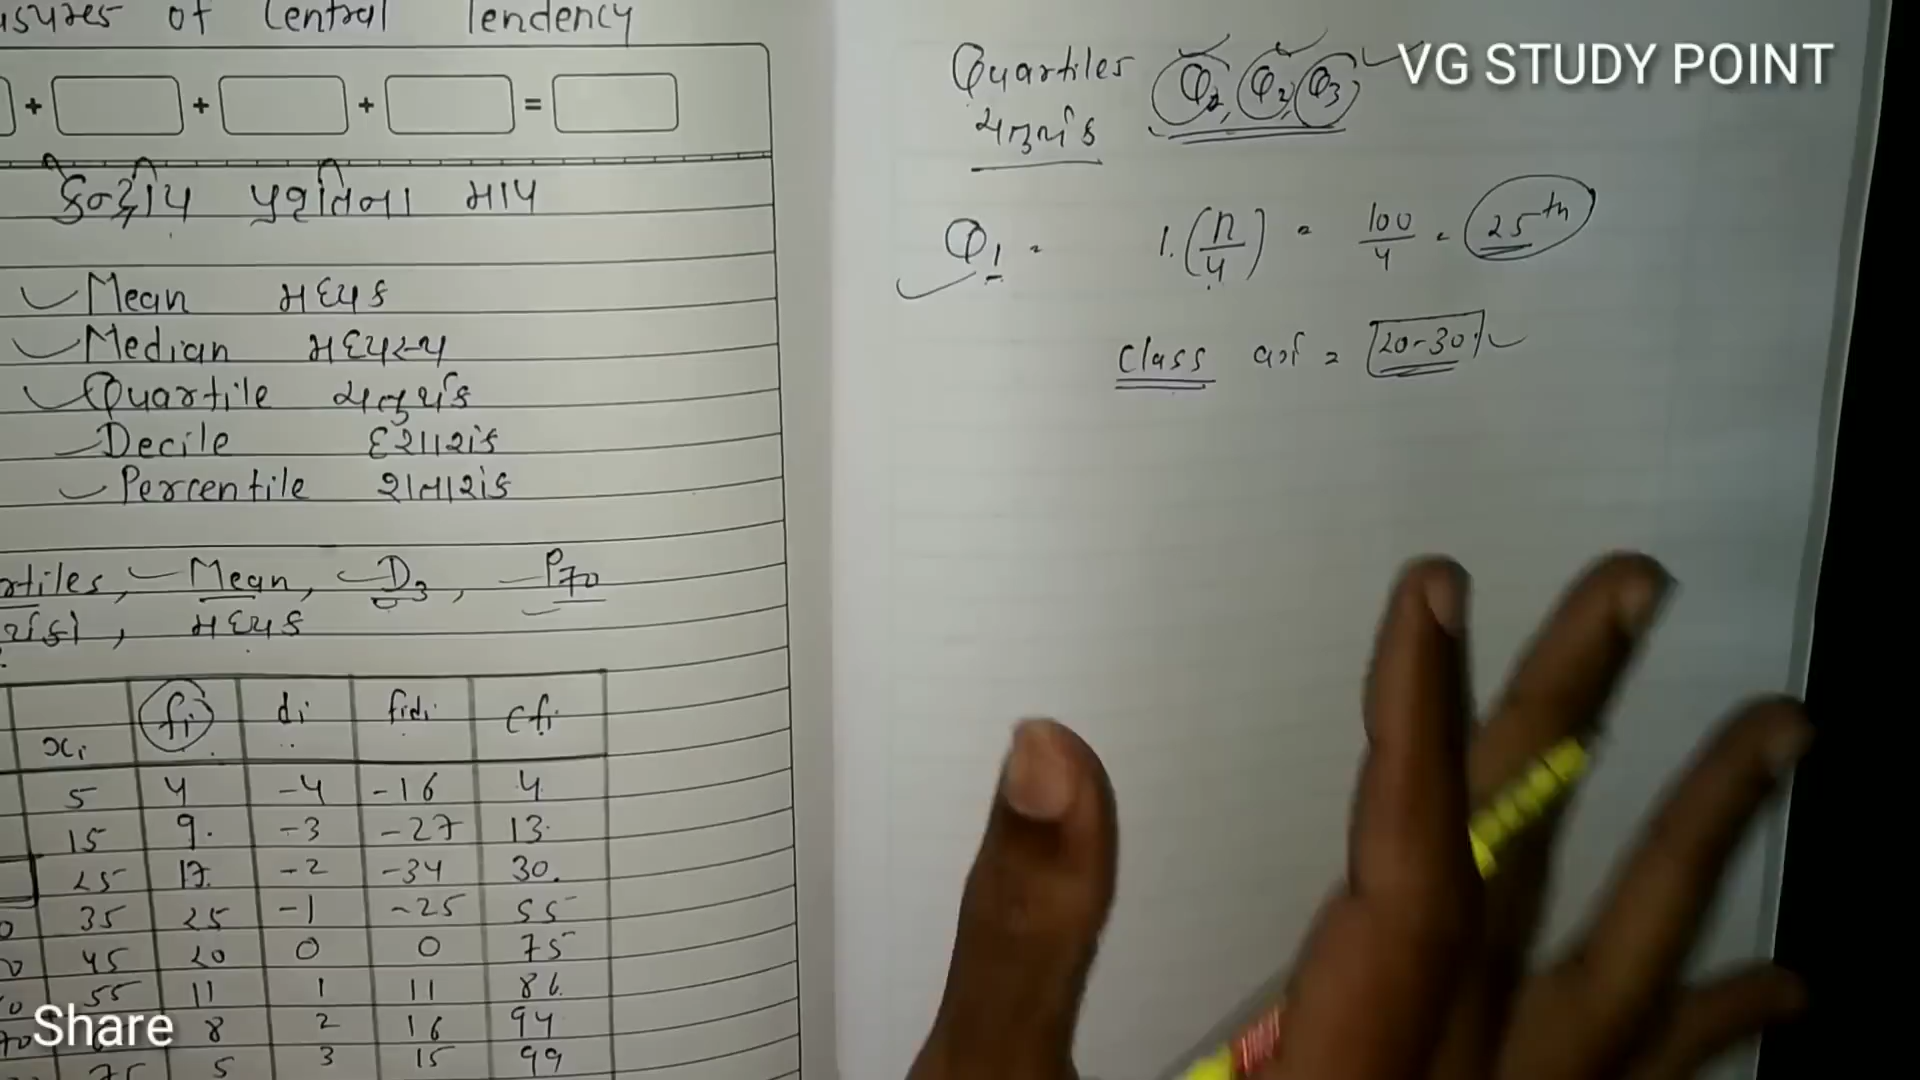 of Central Tendency
+ + + =
કેન્દ્રીય પ્રવૃત્તિના માપ
Mean મધ્યક
Median મધ્યસ્થ
Quartile ચતુર્થક
Decile દશાંશક
Percentile શતાંશક
Mean, D3, P70
મધ્યક
xi fi di fidi cfi
5 4 -4 -16 4
15 9. -3 -27 13.
25 17. -2 -34 30.
35 25 -1 -25 55
45 20 0 0 75
55 11 1 11 86
8 2 16 94
75 5 3 15 99
Quartiles Q1, Q2, Q3
ચતુર્થક
Q1 = 1.(n/4) = 100/4 = 25th
Class વર્ગ = 20-30
VG STUDY POINT
Share